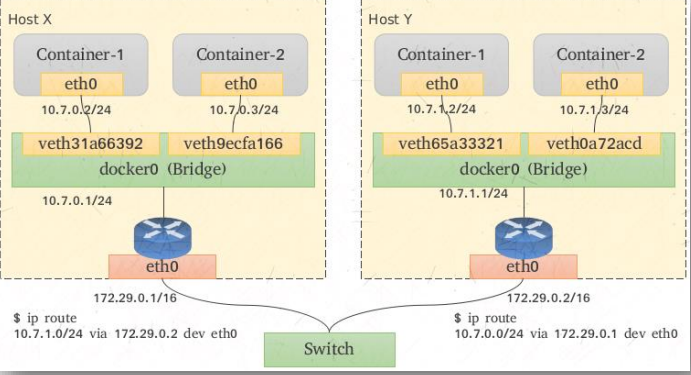 Host X
Container-1
Container-2
eth0
eth0
10.7.0.2/24
10.7.0.3/24
veth31a66392
veth9ecfa166
docker0 (Bridge)
10.7.0.1/24
eth0
172.29.0.1/16
$ ip route
10.7.1.0/24 via 172.29.0.2 dev eth0
Host Y
Container-1
Container-2
eth0
eth0
10.7.1.2/24
10.7.1.3/24
veth65a33321
veth0a72acd
docker0 (Bridge)
10.7.1.1/24
eth0
172.29.0.2/16
$ ip route
10.7.0.0/24 via 172.29.0.1 dev eth0
Switch